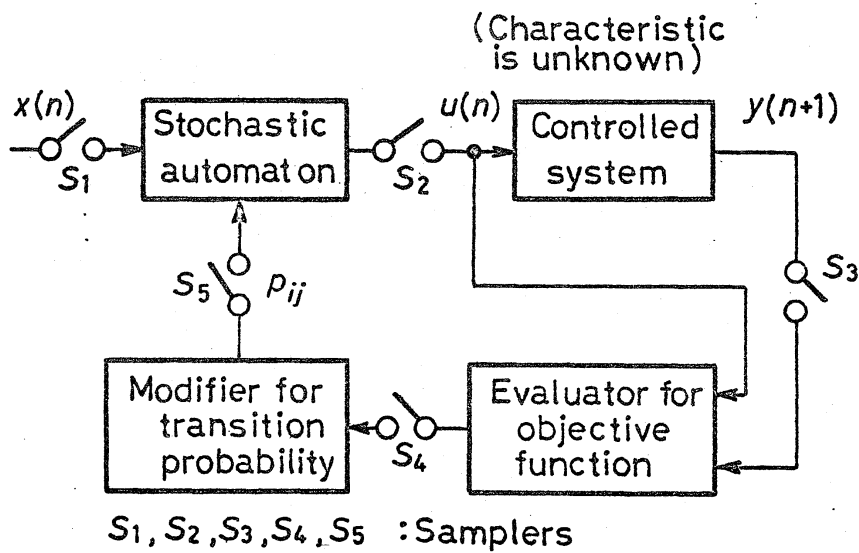 (Characteristic
is unknown)
x(n)
Stochastic
automaton
u(n)
Controlled
system
y(n+1)
S1
S2
S3
S5
pij
Modifier for
transition
probability
S4
Evaluator for
objective
function
S1, S2, S3, S4, S5 : Samplers